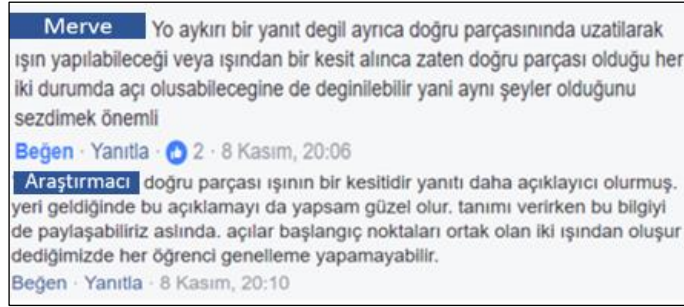 Merve Yo aykırı bir yanıt degil ayrıca doğru parçasınında uzatilarak
ışın yapılabileceği veya ışından bir kesit alınca zaten doğru parçası olduğu her
iki durumda açı olusabilecegine de deginilebilir yani aynı şeyler olduğunu
sezdimek önemli
Beğen · Yanıtla · 2 · 8 Kasım, 20:06
Araştırmacı doğru parçası ışının bir kesitidir yanıtı daha açıklayıcı olurmuş.
yeri geldiğinde bu açıklamayı da yapsam güzel olur. tanımı verirken bu bilgiyi
de paylaşabiliriz aslında. açılar başlangıç noktaları ortak olan iki ışından oluşur
dediğimizde her öğrenci genelleme yapamayabilir.
Beğen · Yanıtla · 8 Kasım, 20:10